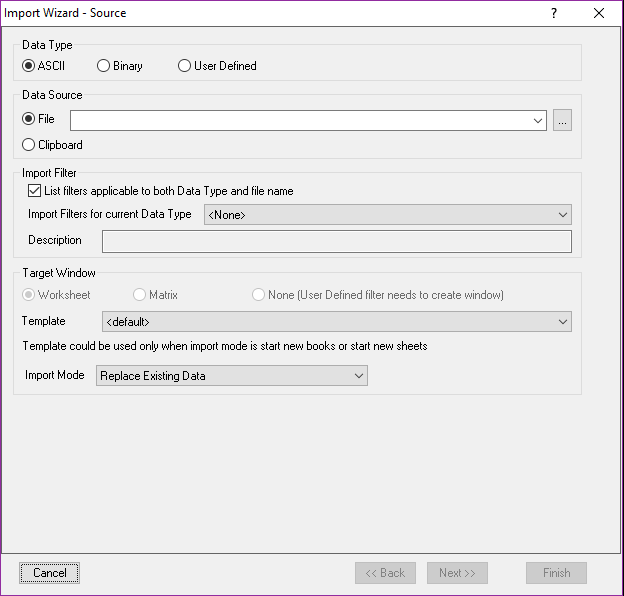 Import Wizard - Source ?
Data Type
ASCII Binary User Defined
Data Source
File ...
Clipboard
Import Filter
List filters applicable to both Data Type and file name
Import Filters for current Data Type <None>
Description
Target Window
Worksheet Matrix None (User Defined filter needs to create window)
Template <default>
Template could be used only when import mode is start new books or start new sheets
Import Mode Replace Existing Data
Cancel << Back Next >> Finish